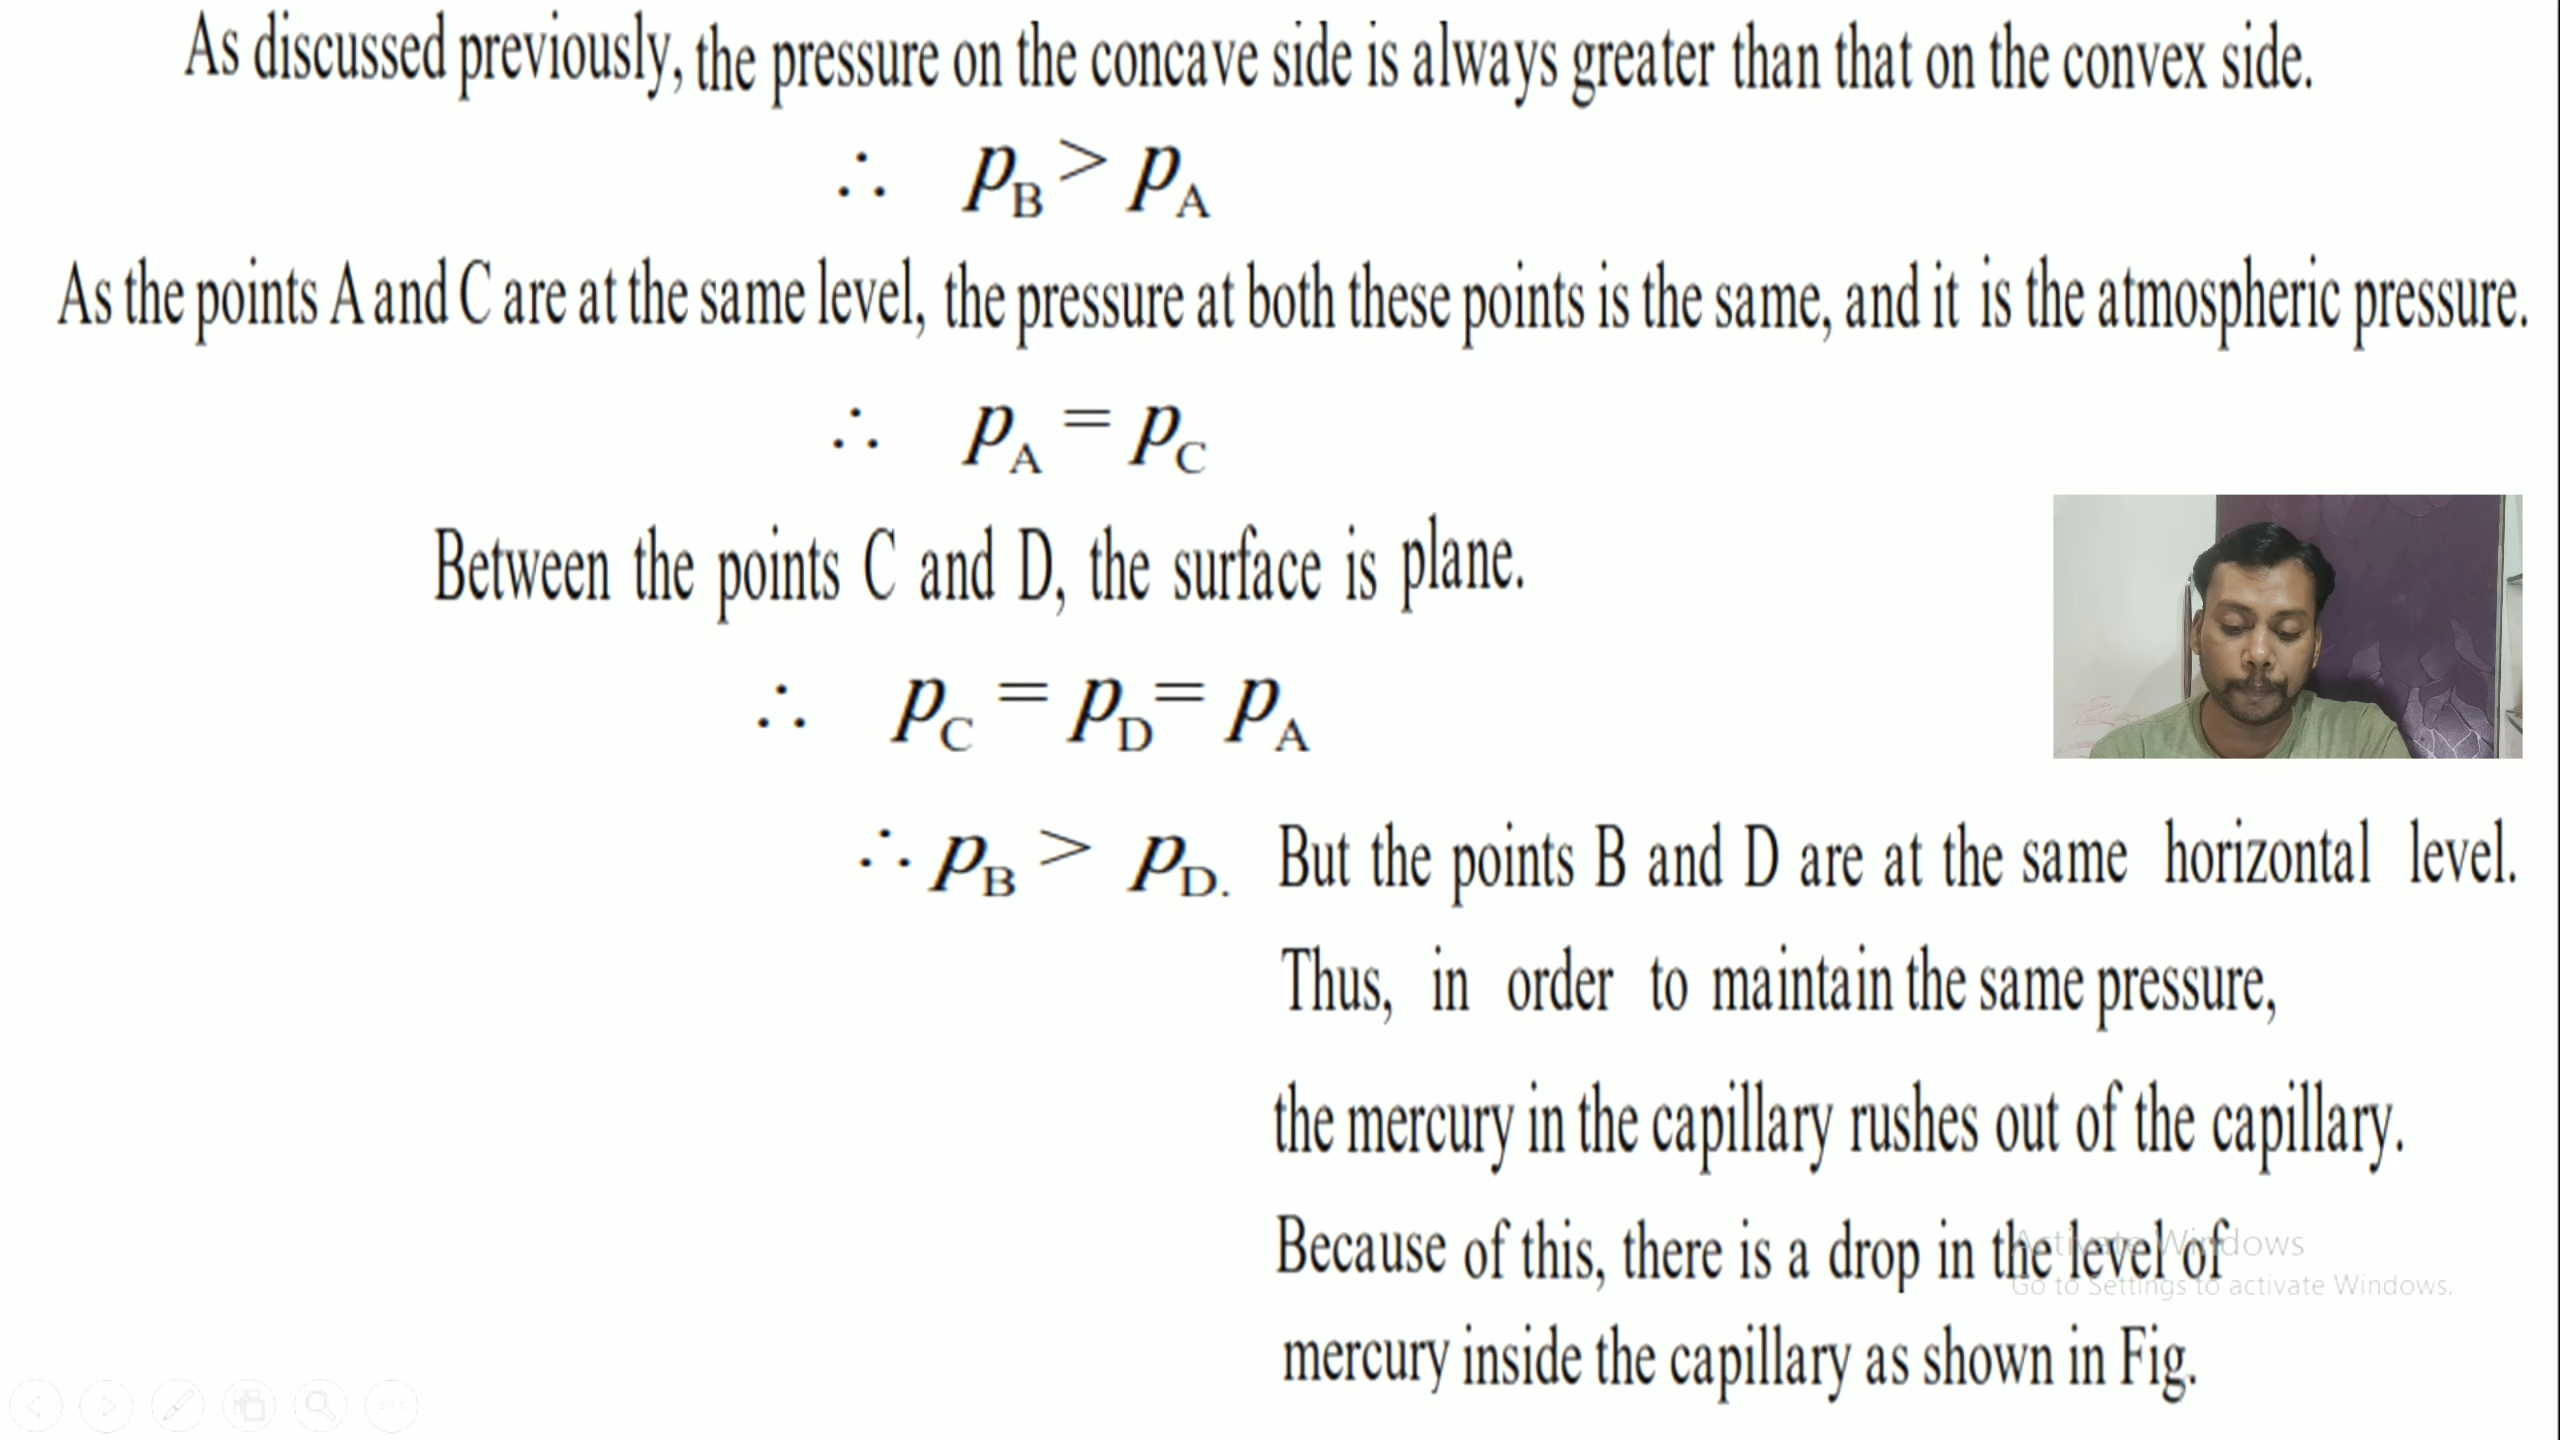 As discussed previously, the pressure on the concave side is always greater than that on the convex side.
∴ pB > pA
As the points A and C are at the same level, the pressure at both these points is the same, and it is the atmospheric pressure.
∴ pA = pC
Between the points C and D, the surface is plane.
∴ pC = pD = pA
∴ pB > pD. But the points B and D are at the same horizontal level.
Thus, in order to maintain the same pressure,
the mercury in the capillary rushes out of the capillary.
Because of this, there is a drop in the level of
mercury inside the capillary as shown in Fig.
Activate Windows
Go to Settings to activate Windows.